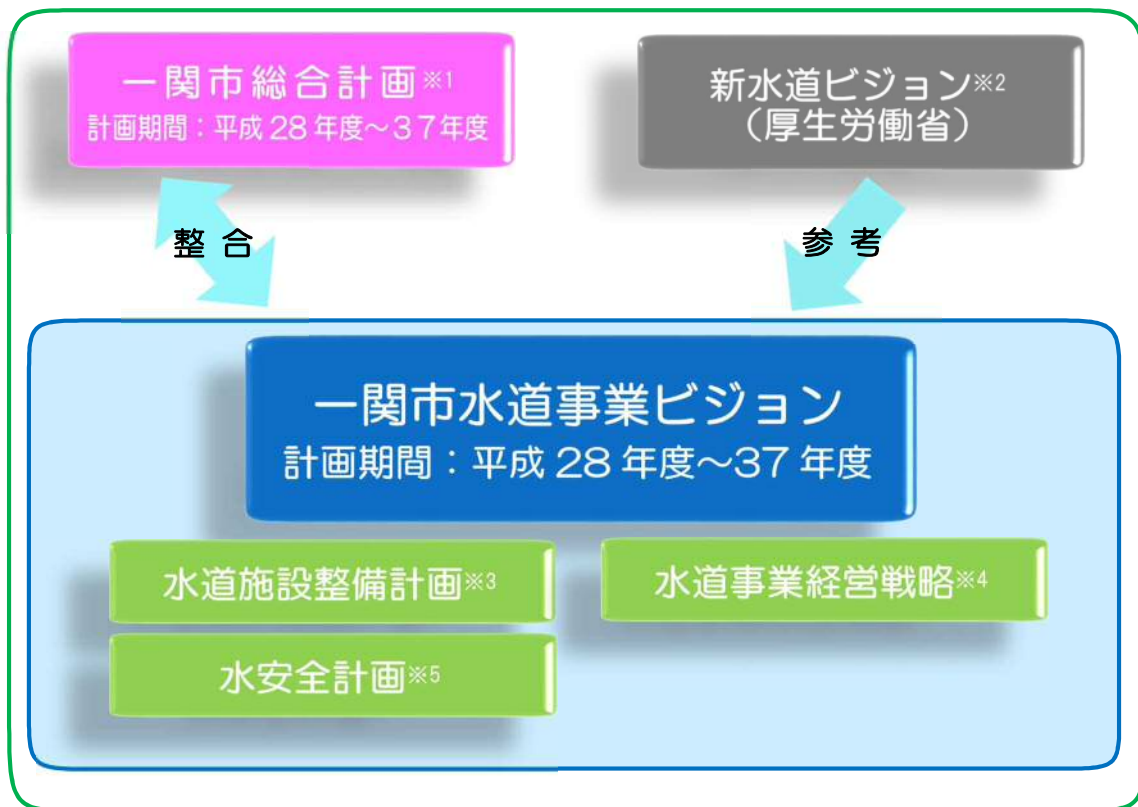 一関市総合計画※1
計画期間：平成28年度～37年度
新水道ビジョン※2
（厚生労働省）
整合
参考
一関市水道事業ビジョン
計画期間：平成28年度～37年度
水道施設整備計画※3
水道事業経営戦略※4
水安全計画※5